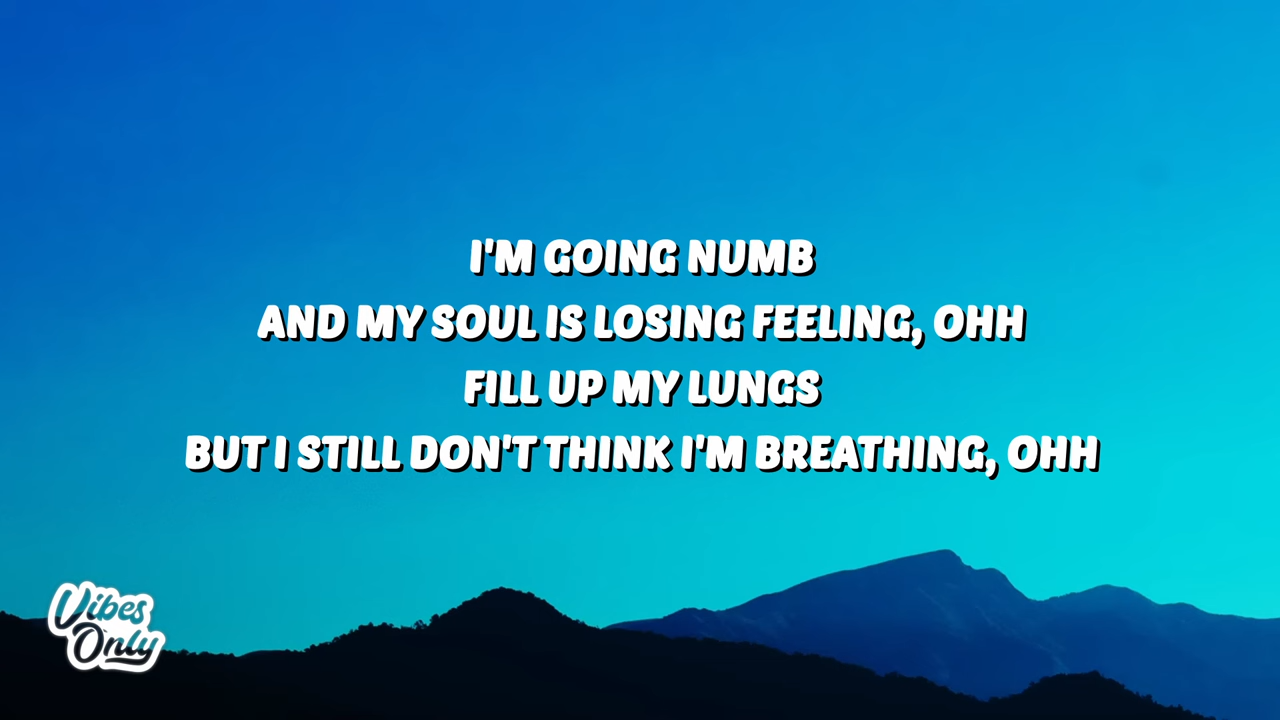 I'M GOING NUMB
AND MY SOUL IS LOSING FEELING, OHH
FILL UP MY LUNGS
BUT I STILL DON'T THINK I'M BREATHING, OHH
Vibes
Only